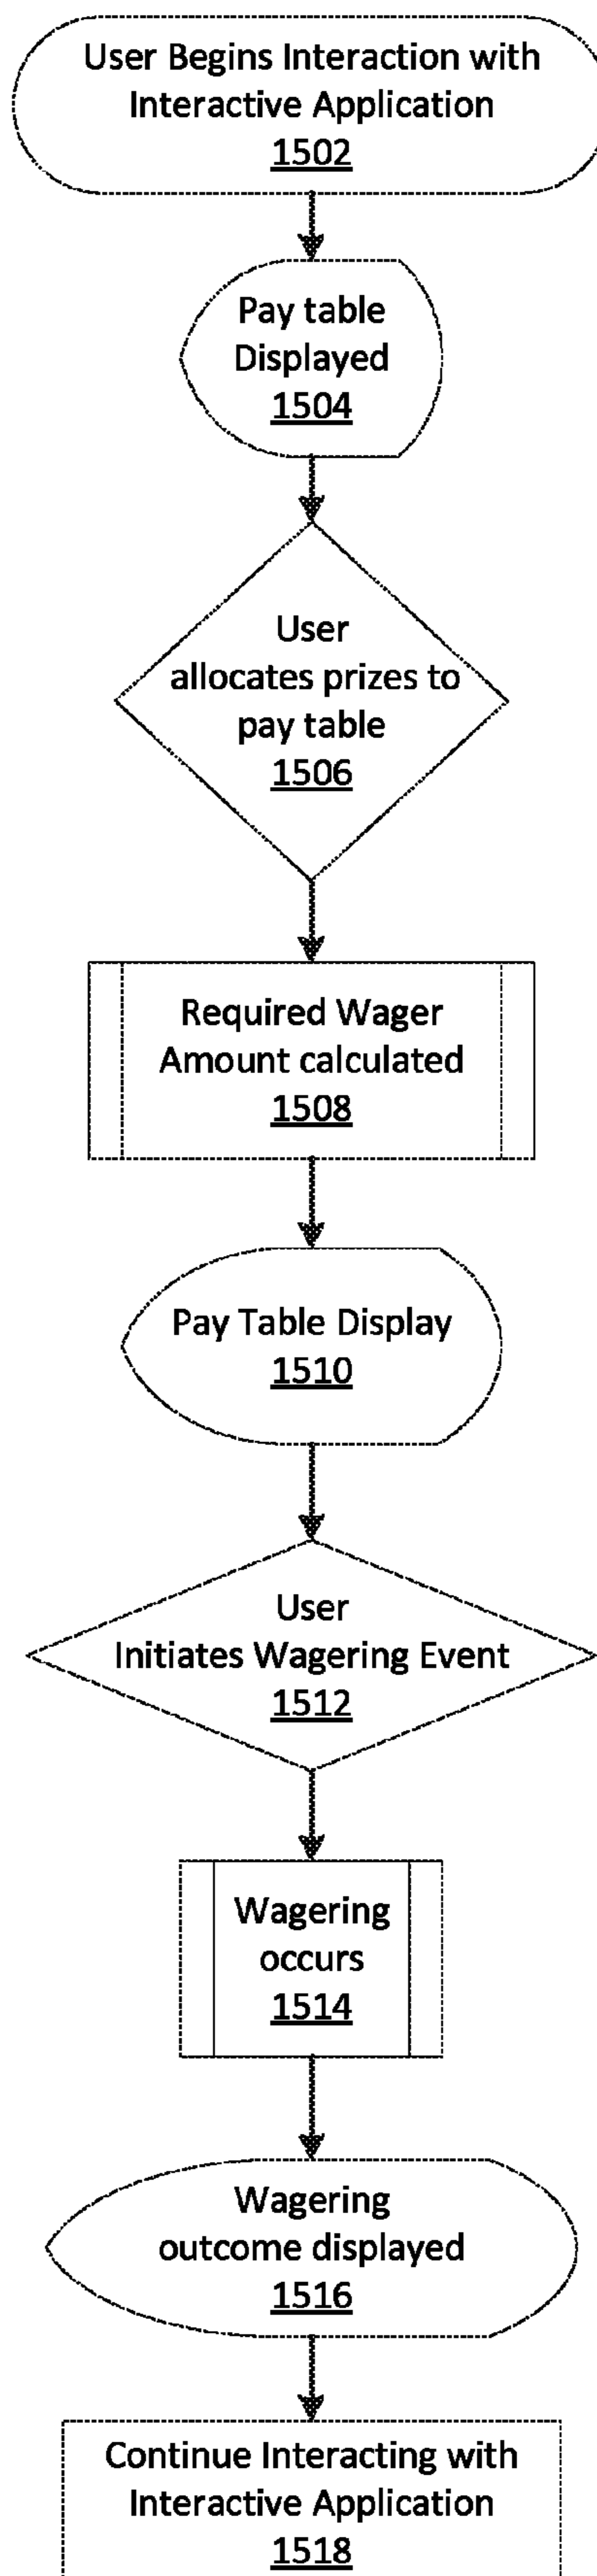 User Begins Interaction with
Interactive Application
1502
Pay table
Displayed
1504
User
allocates prizes to
pay table
1506
Required Wager
Amount calculated
1508
Pay Table Display
1510
User
Initiates Wagering Event
1512
Wagering
occurs
1514
Wagering
outcome displayed
1516
Continue Interacting with
Interactive Application
1518